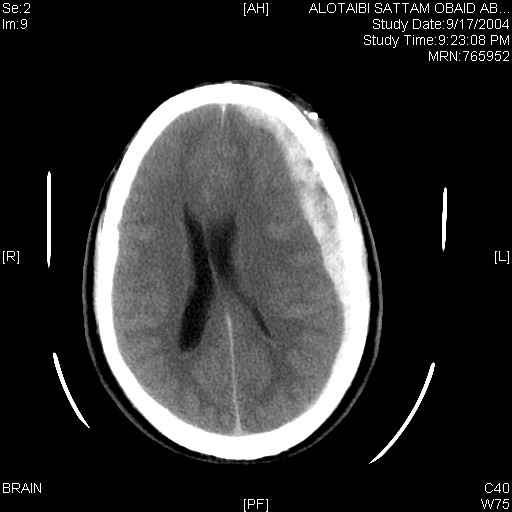 Se:2
Im:9
[AH]
ALOTAIBI SATTAM OBAID AB...
Study Date:9/17/2004
Study Time:9:23:08 PM
MRN:765952
[R]
[L]
BRAIN
[PF]
C40
W75